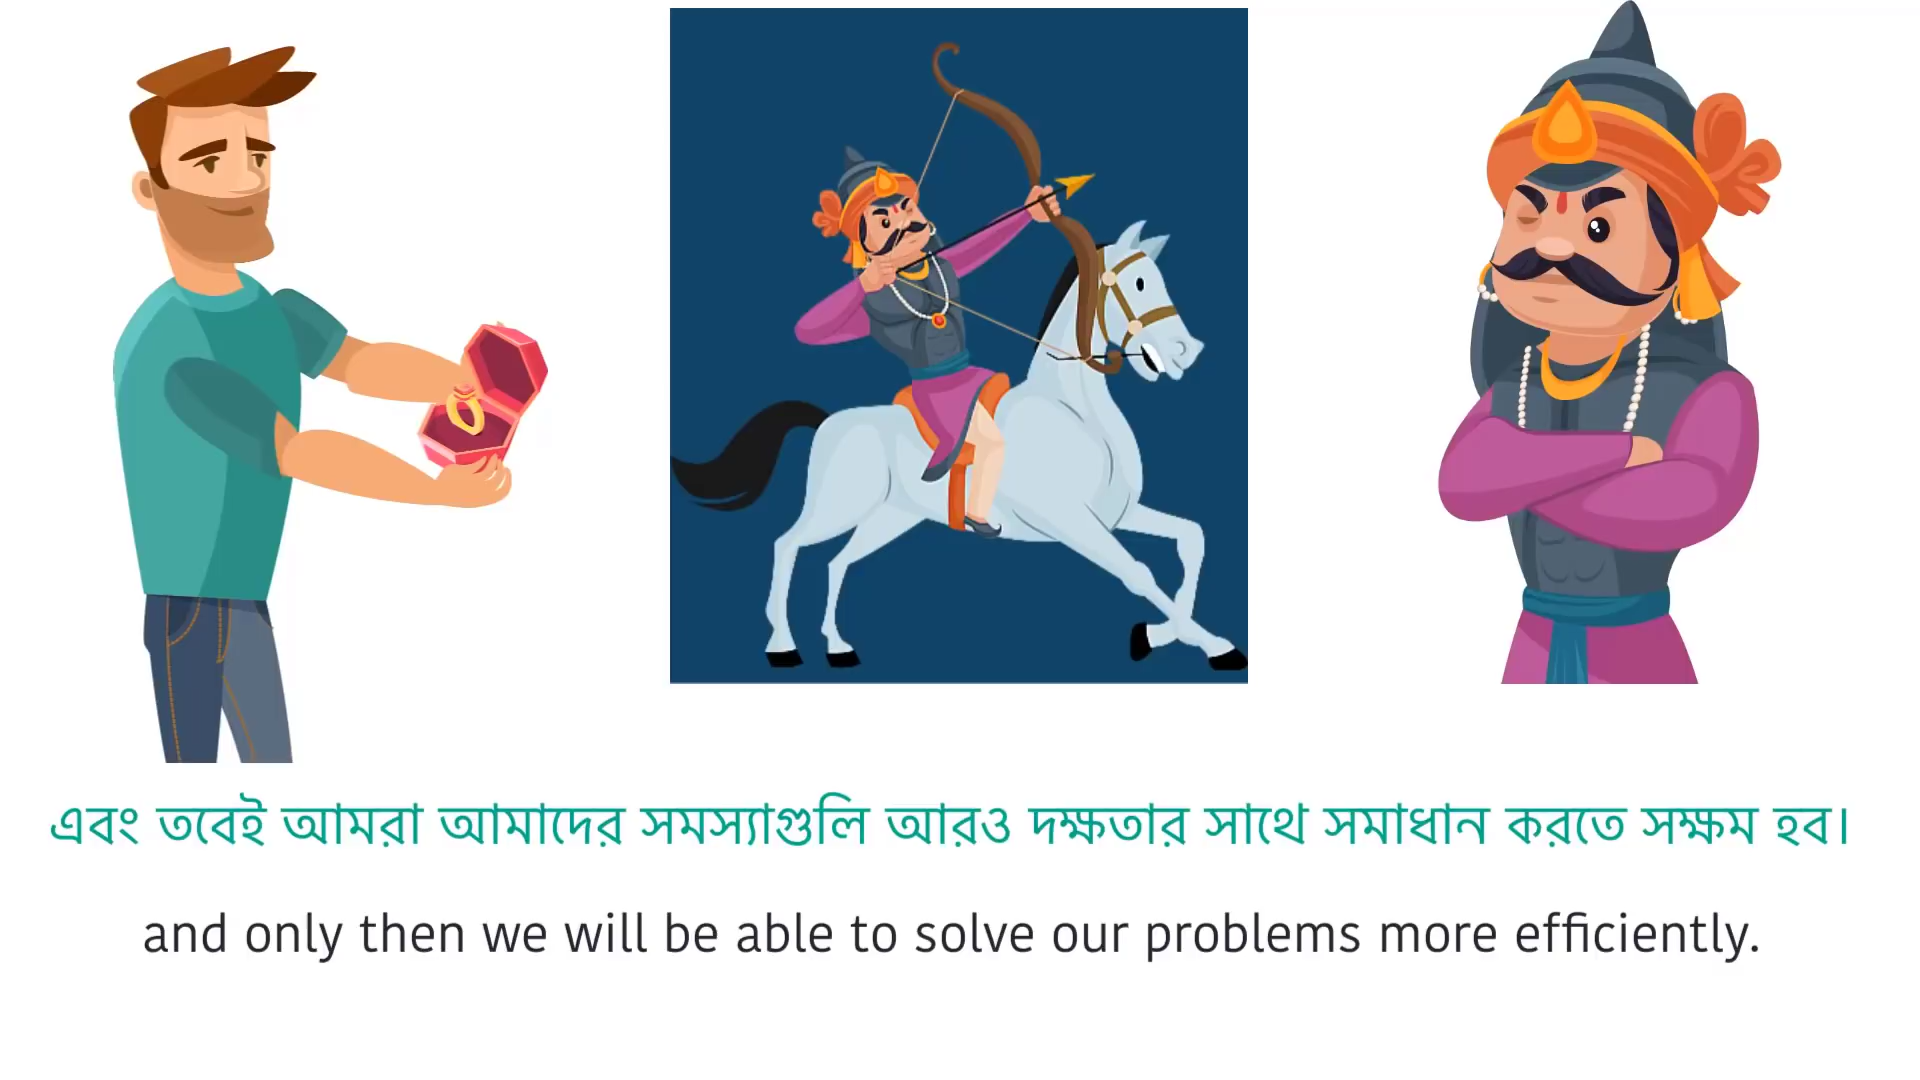 এবং তবেই আমরা আমাদের সমস্যাগুলি আরও দক্ষতার সাথে সমাধান করতে সক্ষম হব।
and only then we will be able to solve our problems more efficiently.